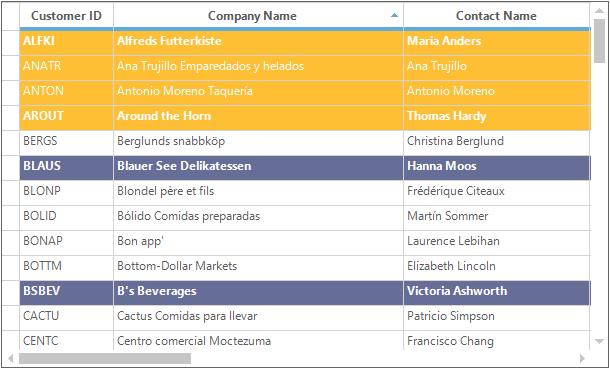 Customer ID Company Name Contact Name
ALFKI Alfreds Futterkiste Maria Anders
ANATR Ana Trujillo Emparedados y helados Ana Trujillo
ANTON Antonio Moreno Taquería Antonio Moreno
AROUT Around the Horn Thomas Hardy
BERGS Berglunds snabbköp Christina Berglund
BLAUS Blauer See Delikatessen Hanna Moos
BLONP Blondel père et fils Frédérique Citeaux
BOLID Bólido Comidas preparadas Martín Sommer
BONAP Bon app' Laurence Lebihan
BOTTM Bottom-Dollar Markets Elizabeth Lincoln
BSBEV B's Beverages Victoria Ashworth
CACTU Cactus Comidas para llevar Patricio Simpson
CENTC Centro comercial Moctezuma Francisco Chang